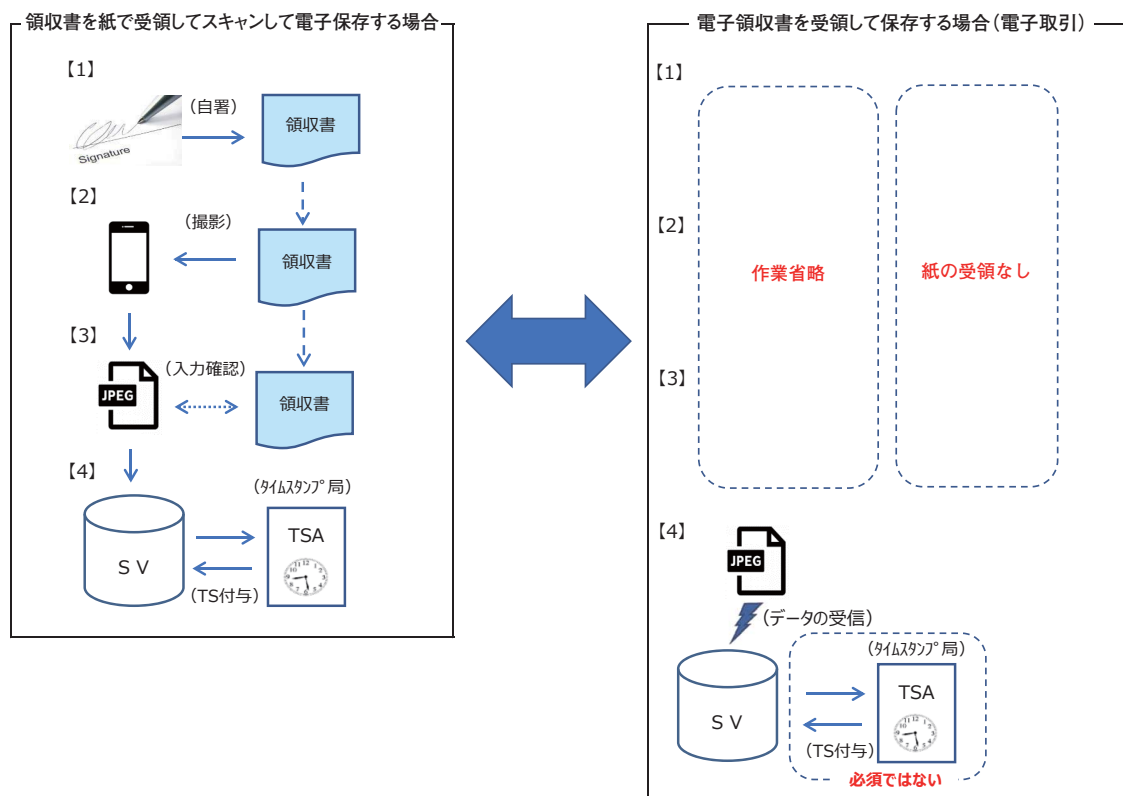 領収書を紙で受領してスキャンして電子保存する場合
【1】
(自署)
Signature
領収書
【2】
(撮影)
領収書
【3】
(入力確認)
JPEG
領収書
【4】
(タイムスタンプ局)
SV
TSA
(TS付与)
電子領収書を受領して保存する場合(電子取引)
【1】
【2】
作業省略
紙の受領なし
【3】
【4】
JPEG
(データの受信)
(タイムスタンプ局)
SV
TSA
(TS付与)
必須ではない